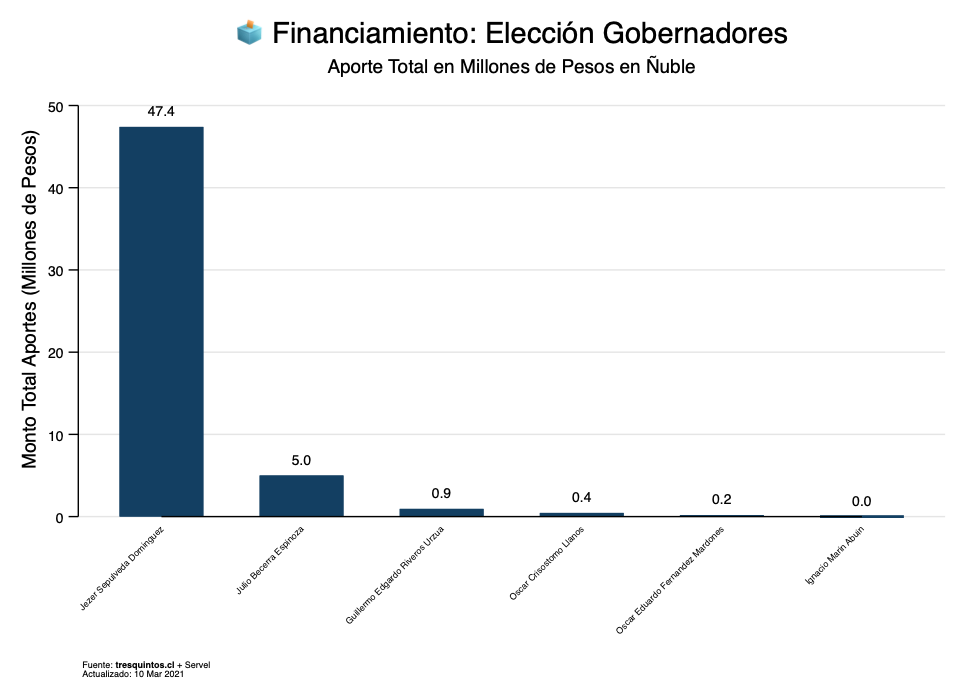 Financiamiento: Elección Gobernadores
Aporte Total en Millones de Pesos en Ñuble
Monto Total Aportes (Millones de Pesos)
50
40
30
20
10
0
47.4
5.0
0.9
0.4
0.2
0.0
Jezer Sepulveda Dominguez
Julio Becerra Espinoza
Guillermo Edgardo Riveros Urzua
Oscar Crisostomo Llanos
Oscar Eduardo Fernandez Mardones
Ignacio Marin Abuin
Fuente: tresquintos.cl + Servel
Actualizado: 10 Mar 2021